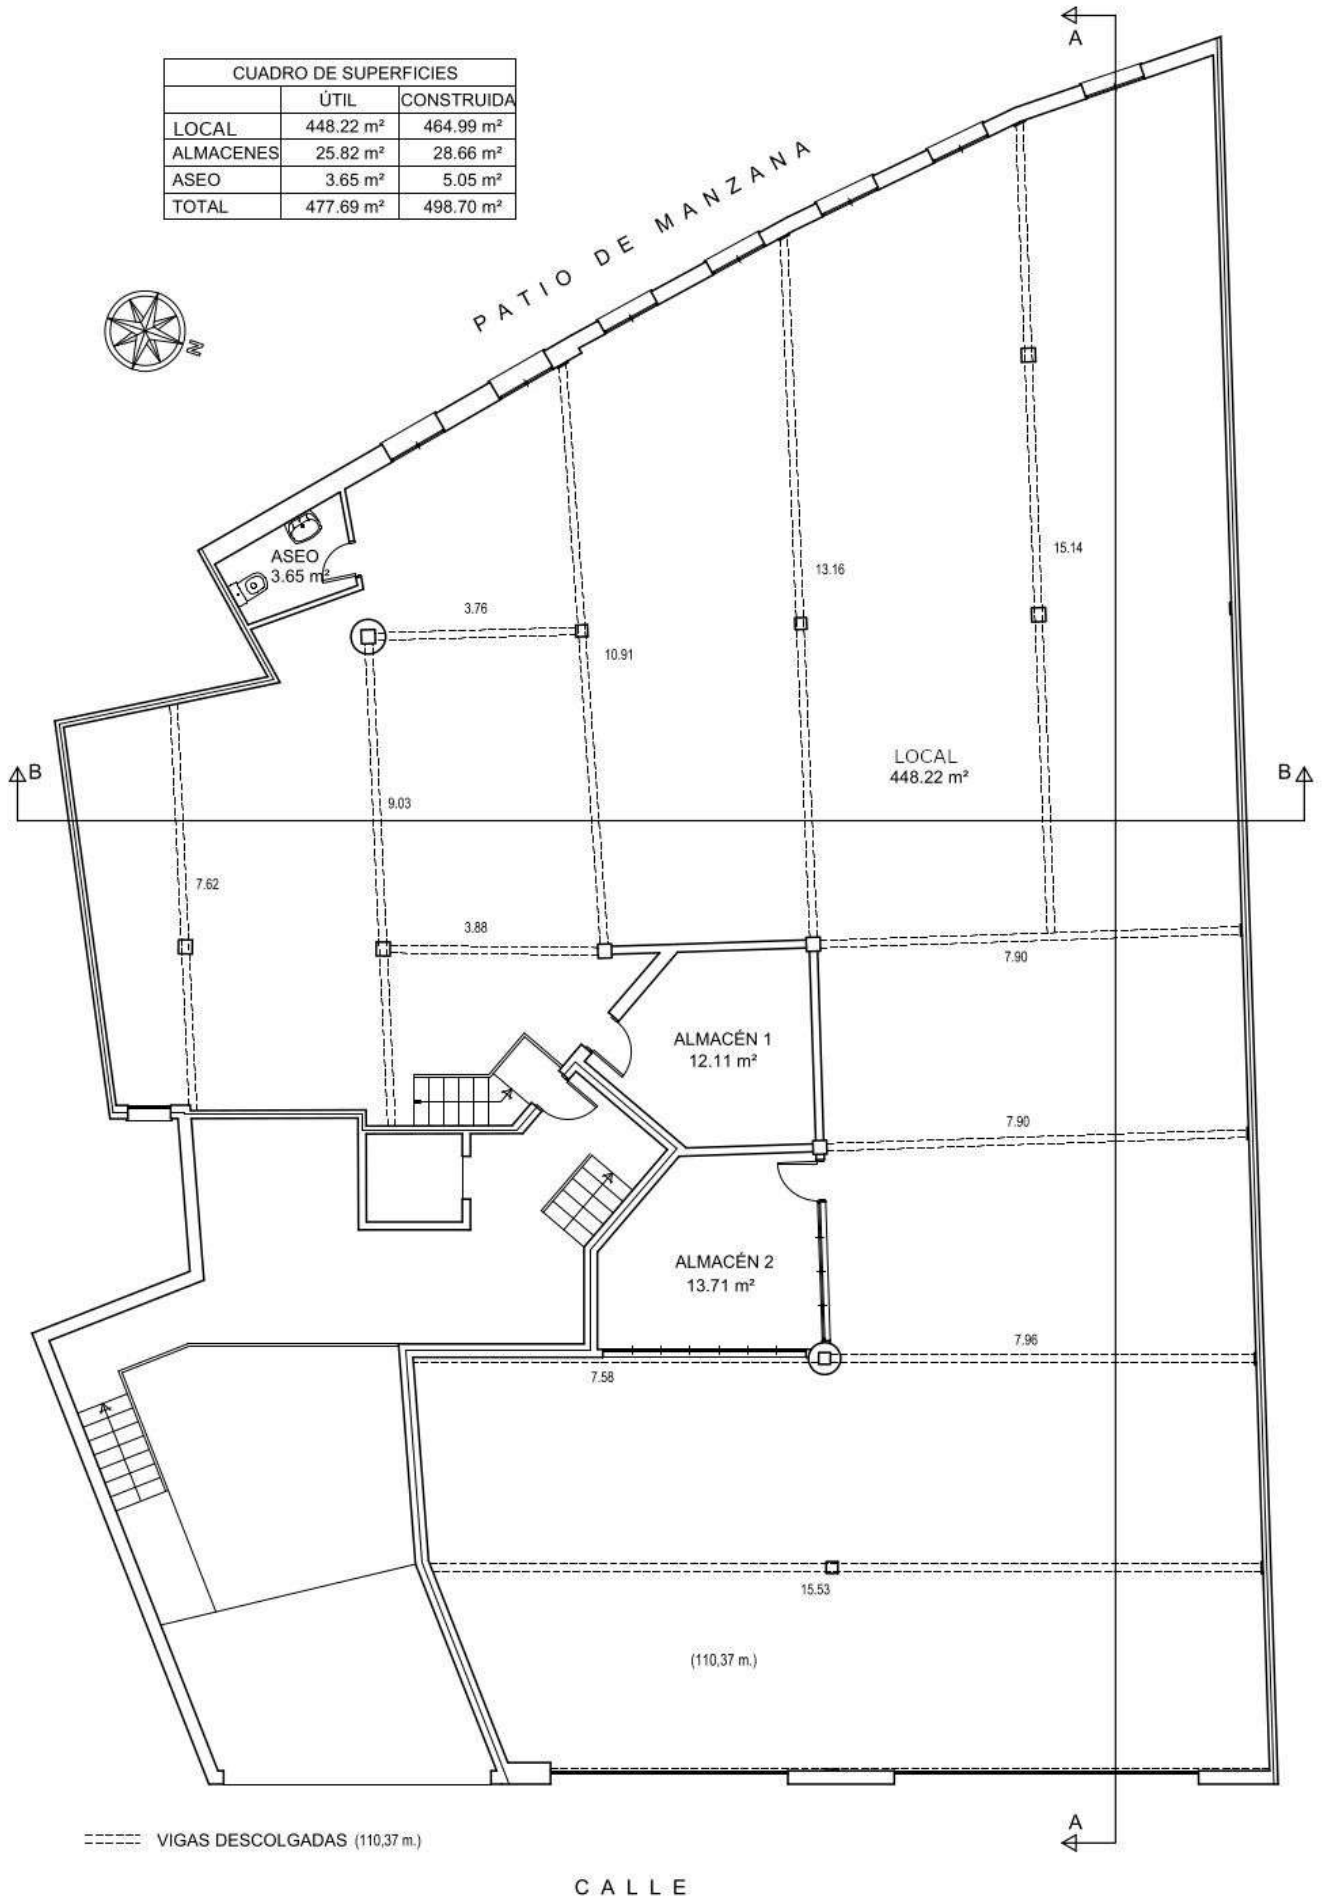 A
CUADRO DE SUPERFICIES
ÚTIL CONSTRUIDA
LOCAL 448.22 m² 464.99 m²
ALMACENES 25.82 m² 28.66 m²
ASEO 3.65 m² 5.05 m²
TOTAL 477.69 m² 498.70 m²
PATIO DE MANZANA
N
ASEO
3.65 m²
15.14
13.16
3.76
10.91
LOCAL
448.22 m²
B
B
9.03
7.62
3.88
7.90
ALMACÉN 1
12.11 m²
7.90
ALMACÉN 2
13.71 m²
7.96
7.58
15.53
(110,37 m.)
A
VIGAS DESCOLGADAS (110,37 m.)
CALLE